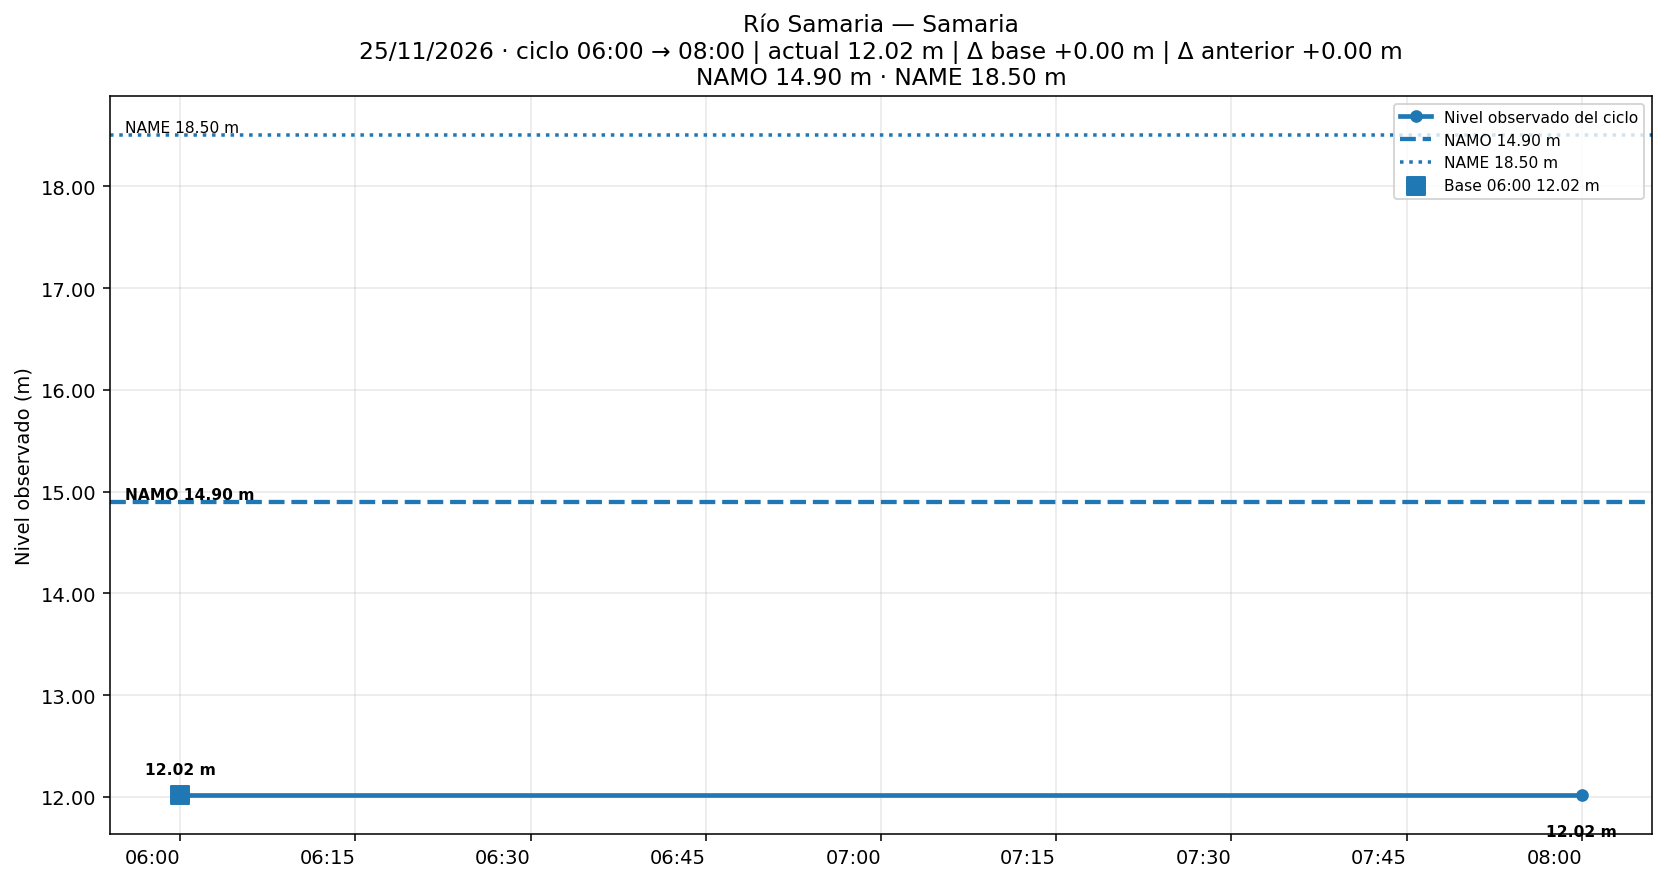 Río Samaria — Samaria
25/11/2026 · ciclo 06:00 → 08:00 | actual 12.02 m | Δ base +0.00 m | Δ anterior +0.00 m
NAMO 14.90 m · NAME 18.50 m
NAME 18.50 m
Nivel observado del ciclo
NAMO 14.90 m
NAME 18.50 m
Base 06:00 12.02 m
Nivel observado (m)
18.00
17.00
16.00
15.00
NAMO 14.90 m
14.00
13.00
12.02 m
12.00
12.02 m
06:00 06:15 06:30 06:45 07:00 07:15 07:30 07:45 08:00